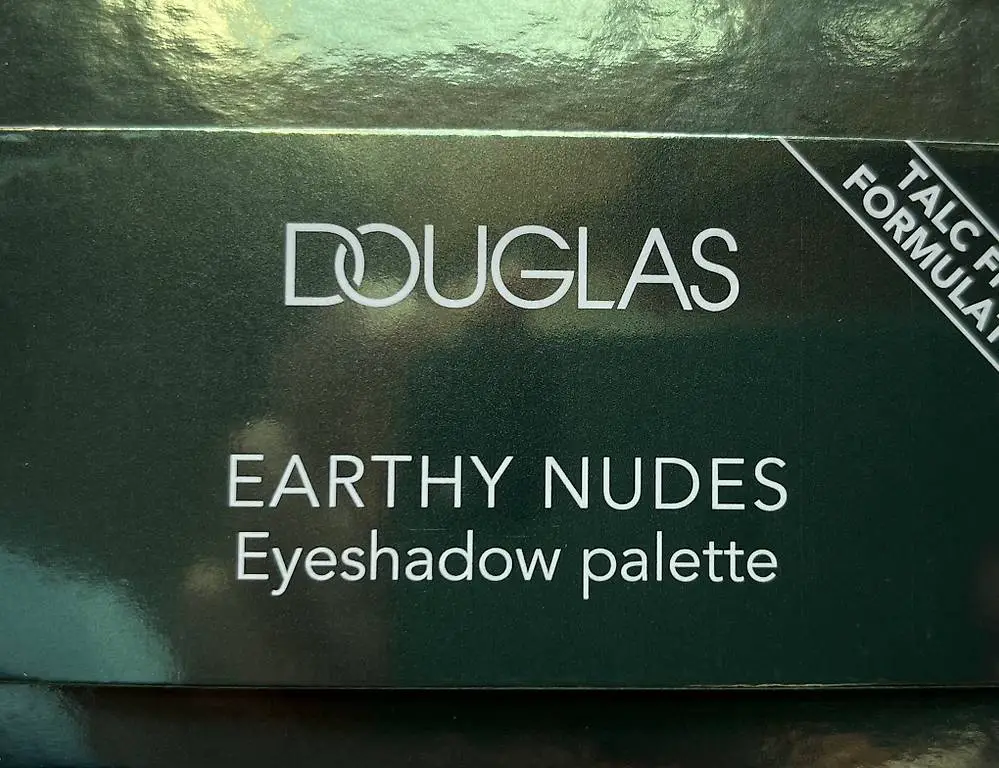 DOUGLAS
TALC
EARTHY NUDES
Eyeshadow palette